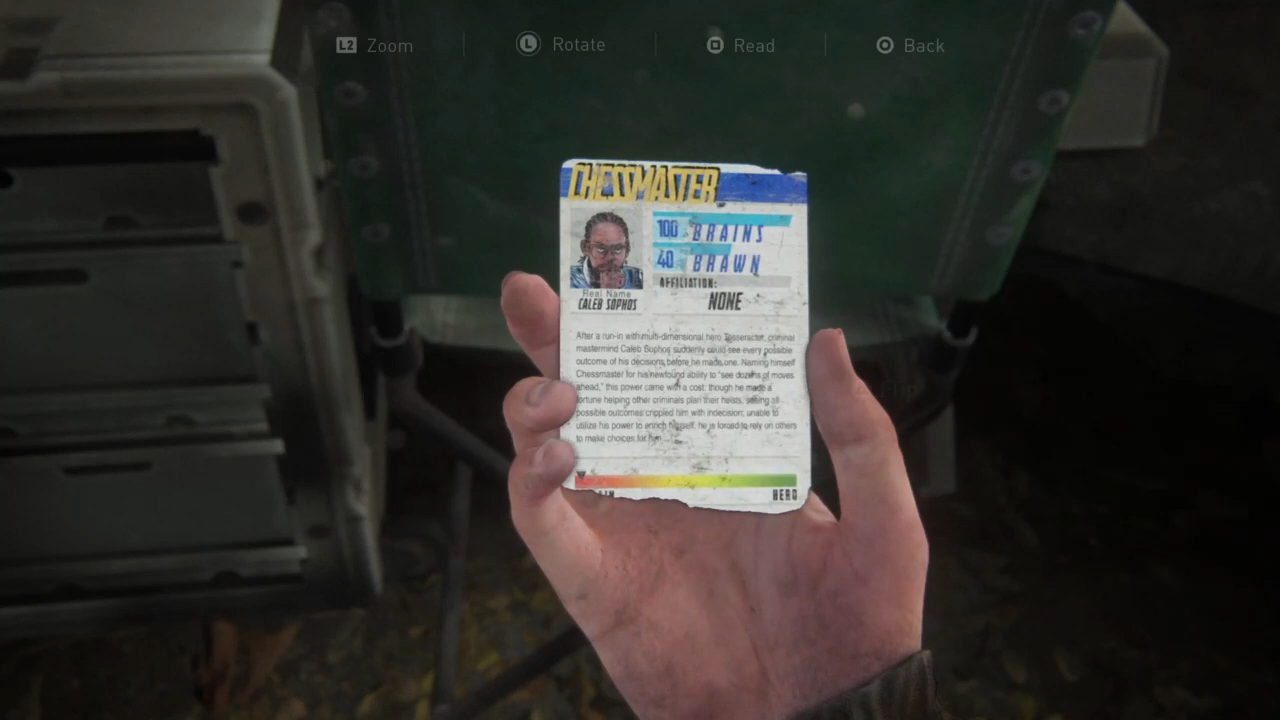 L2 Zoom
L Rotate
Read
Back
CHESSMASTER
100 BRAINS
40 BRAWN
AFFILIATION:
NONE
Real Name
CALEB SOPHOS
After a run-in with multi-dimensional hero Tesseracter, criminal
mastermind Caleb Sophos suddenly could see every possible
outcome of his decisions before he made one. Naming himself
Chessmaster for his newfound ability to "see dozens of moves
ahead," this power came with a cost: though he made a
fortune helping other criminals plan their heists, seeing all
possible outcomes crippled him with indecision; unable to
utilize his power to enrich himself, he is forced to rely on others
to make choices for him.
HERO